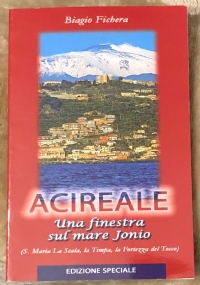 Biagio Fichera
ACIREALE
Una finestra
sul mare Jonio
(S. Maria La Scala, la Timpa, la Fortezza del Tocco)
EDIZIONE SPECIALE